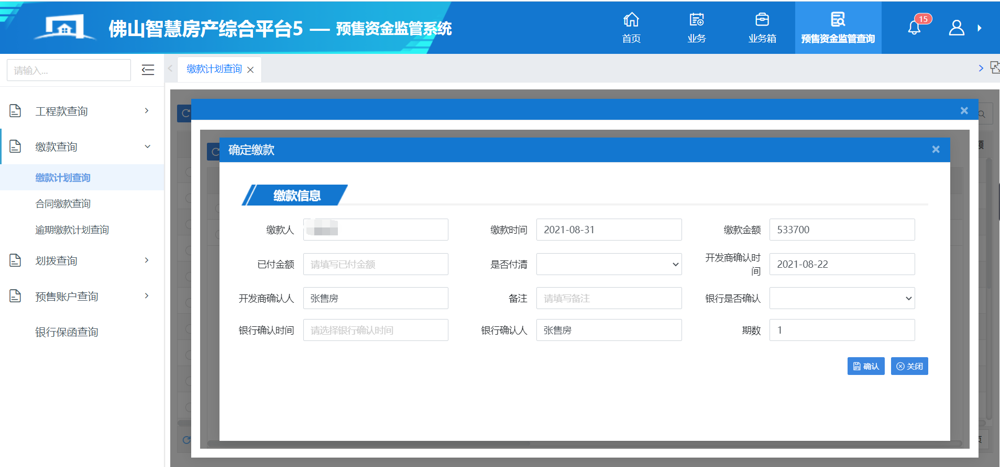 佛山智慧房产综合平台5 — 预售资金监管系统
首页
业务
业务箱
预售资金监管查询
15
请输入...
缴款计划查询
工程款查询
缴款查询
缴款计划查询
合同缴款查询
逾期缴款计划查询
划拨查询
预售账户查询
银行保函查询
确定缴款
缴款信息
缴款人
缴款时间 2021-08-31
缴款金额 533700
已付金额 请填写已付金额
是否付清
开发商确认时
间 2021-08-22
开发商确认人 张售房
备注 请填写备注
银行是否确认
银行确认时间 请选择银行确认时间
银行确认人 张售房
期数 1
确认 关闭